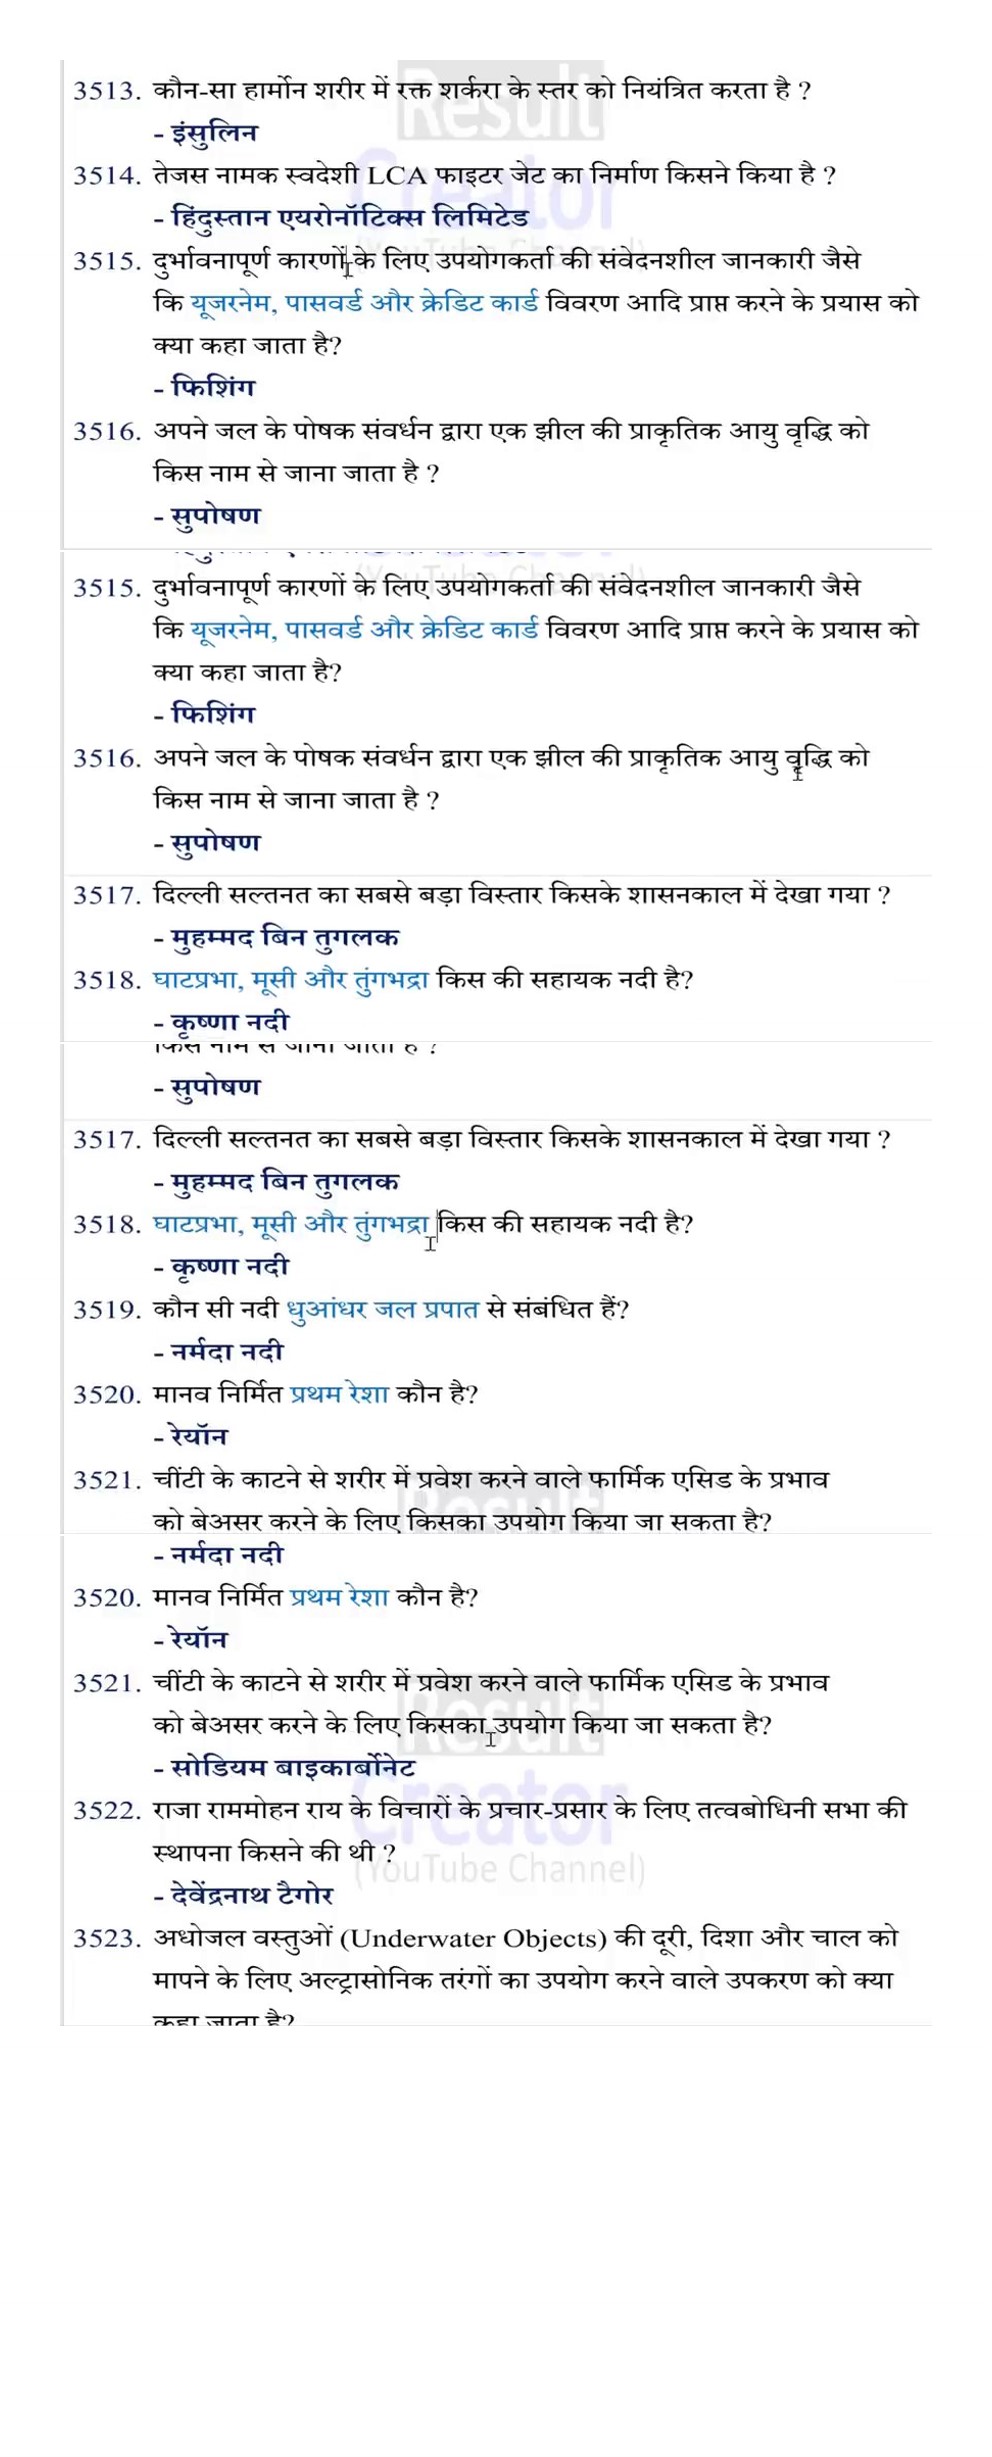 Result
Creator
(YouTube Channel)
3513. कौन-सा हार्मोन शरीर में रक्त शर्करा के स्तर को नियंत्रित करता है ?
- इंसुलिन
3514. तेजस नामक स्वदेशी LCA फाइटर जेट का निर्माण किसने किया है ?
- हिंदुस्तान एयरोनॉटिक्स लिमिटेड
3515. दुर्भावनापूर्ण कारणों के लिए उपयोगकर्ता की संवेदनशील जानकारी जैसे
कि यूजरनेम, पासवर्ड और क्रेडिट कार्ड विवरण आदि प्राप्त करने के प्रयास को
क्या कहा जाता है?
- फिशिंग
3516. अपने जल के पोषक संवर्धन द्वारा एक झील की प्राकृतिक आयु वृद्धि को
किस नाम से जाना जाता है ?
- सुपोषण
(YouTube Channel)
3515. दुर्भावनापूर्ण कारणों के लिए उपयोगकर्ता की संवेदनशील जानकारी जैसे
कि यूजरनेम, पासवर्ड और क्रेडिट कार्ड विवरण आदि प्राप्त करने के प्रयास को
क्या कहा जाता है?
- फिशिंग
3516. अपने जल के पोषक संवर्धन द्वारा एक झील की प्राकृतिक आयु वृद्धि को
किस नाम से जाना जाता है ?
- सुपोषण
3517. दिल्ली सल्तनत का सबसे बड़ा विस्तार किसके शासनकाल में देखा गया ?
- मुहम्मद बिन तुगलक
3518. घाटप्रभा, मूसी और तुंगभद्रा किस की सहायक नदी है?
- कृष्णा नदी
किस नाम से जाना जाता है ?
- सुपोषण
3517. दिल्ली सल्तनत का सबसे बड़ा विस्तार किसके शासनकाल में देखा गया ?
- मुहम्मद बिन तुगलक
3518. घाटप्रभा, मूसी और तुंगभद्रा किस की सहायक नदी है?
- कृष्णा नदी
3519. कौन सी नदी धुआंधर जल प्रपात से संबंधित हैं?
- नर्मदा नदी
3520. मानव निर्मित प्रथम रेशा कौन है?
- रेयॉन
3521. चींटी के काटने से शरीर में प्रवेश करने वाले फार्मिक एसिड के प्रभाव
को बेअसर करने के लिए किसका उपयोग किया जा सकता है?
- नर्मदा नदी
3520. मानव निर्मित प्रथम रेशा कौन है?
- रेयॉन
3521. चींटी के काटने से शरीर में प्रवेश करने वाले फार्मिक एसिड के प्रभाव
को बेअसर करने के लिए किसका उपयोग किया जा सकता है?
- सोडियम बाइकार्बोनेट
Result
Creator
(YouTube Channel)
3522. राजा राममोहन राय के विचारों के प्रचार-प्रसार के लिए तत्वबोधिनी सभा की
स्थापना किसने की थी ?
- देवेंद्रनाथ टैगोर
3523. अधोजल वस्तुओं (Underwater Objects) की दूरी, दिशा और चाल को
मापने के लिए अल्ट्रासोनिक तरंगों का उपयोग करने वाले उपकरण को क्या
कहा जाता है?